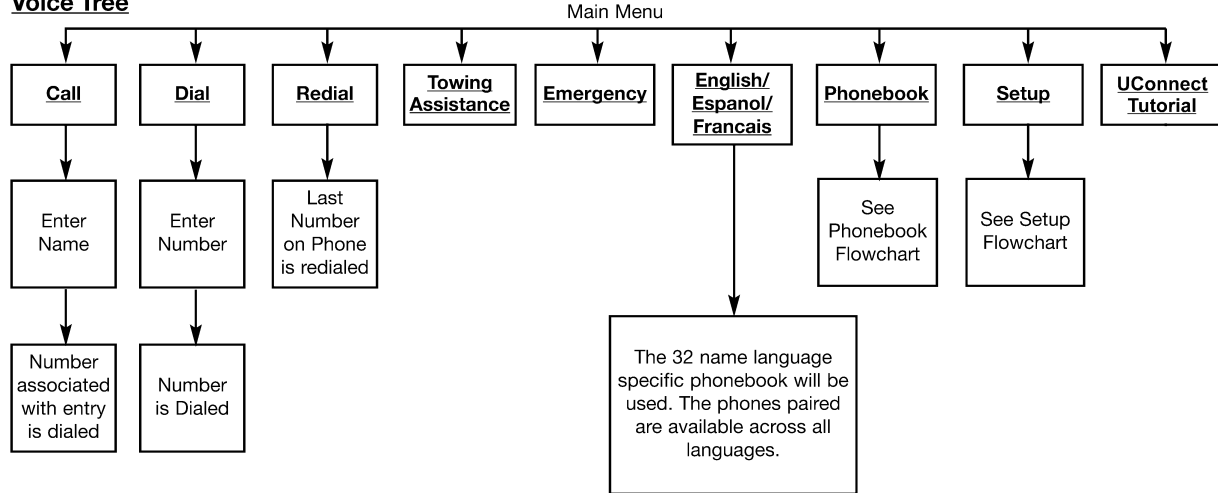 Voice Tree
Main Menu
Call
Dial
Redial
Towing
Assistance
Emergency
English/
Espanol/
Francais
Phonebook
Setup
UConnect
Tutorial
Enter
Name
Enter
Number
Last
Number
on Phone
is redialed
See
Phonebook
Flowchart
See Setup
Flowchart
Number
associated
with entry
is dialed
Number
is Dialed
The 32 name language
specific phonebook will be
used. The phones paired
are available across all
languages.